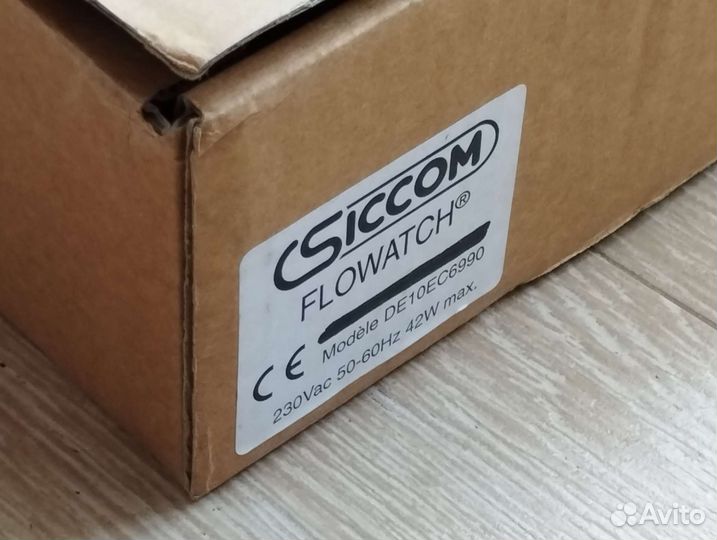 SICCOM
FLOWATCH®
Modèle DE10EC6990
CE 230Vac 50-60Hz 42W max.
Avito